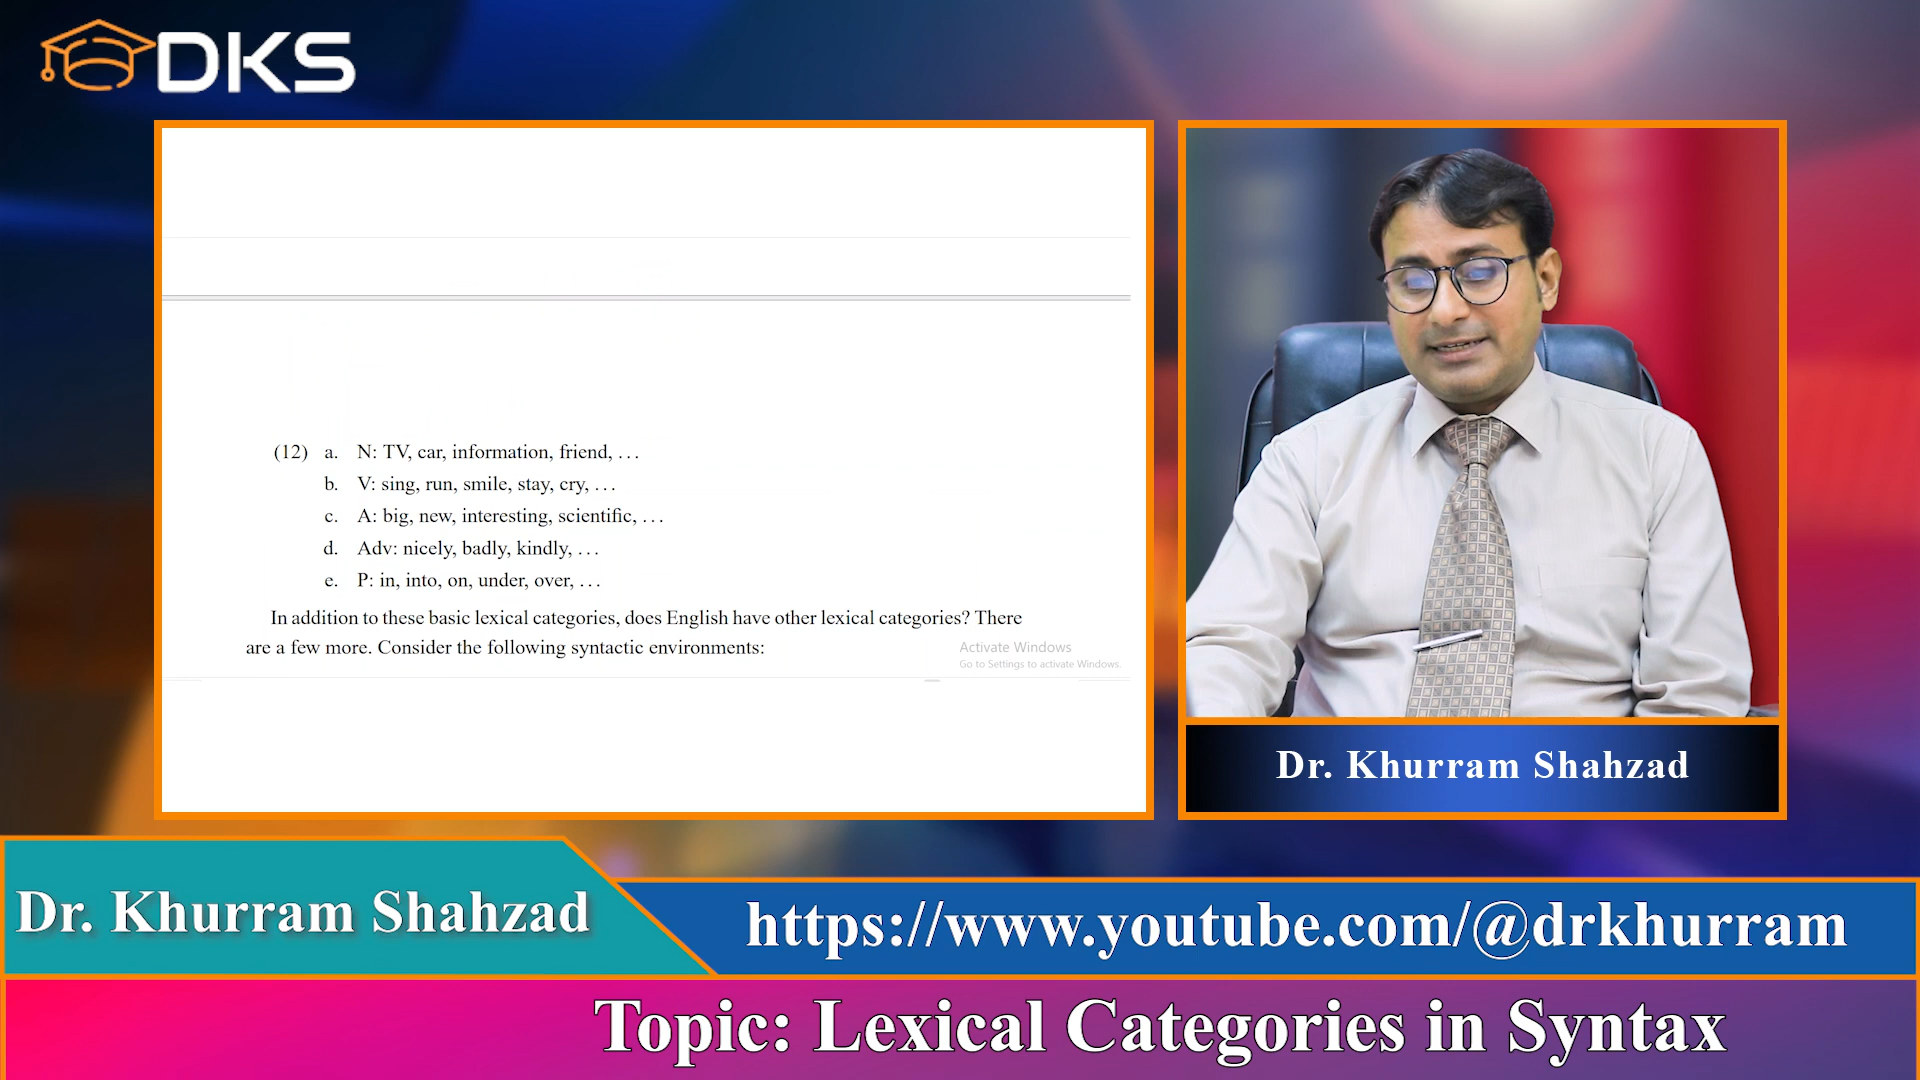 DKS
(12) a. N: TV, car, information, friend, ...
b. V: sing, run, smile, stay, cry, ...
c. A: big, new, interesting, scientific, ...
d. Adv: nicely, badly, kindly, ...
e. P: in, into, on, under, over, ...
In addition to these basic lexical categories, does English have other lexical categories? There
are a few more. Consider the following syntactic environments:
Activate Windows
Go to Settings to activate Windows.
Dr. Khurram Shahzad
Dr. Khurram Shahzad
https://www.youtube.com/@drkhurram
Topic: Lexical Categories in Syntax